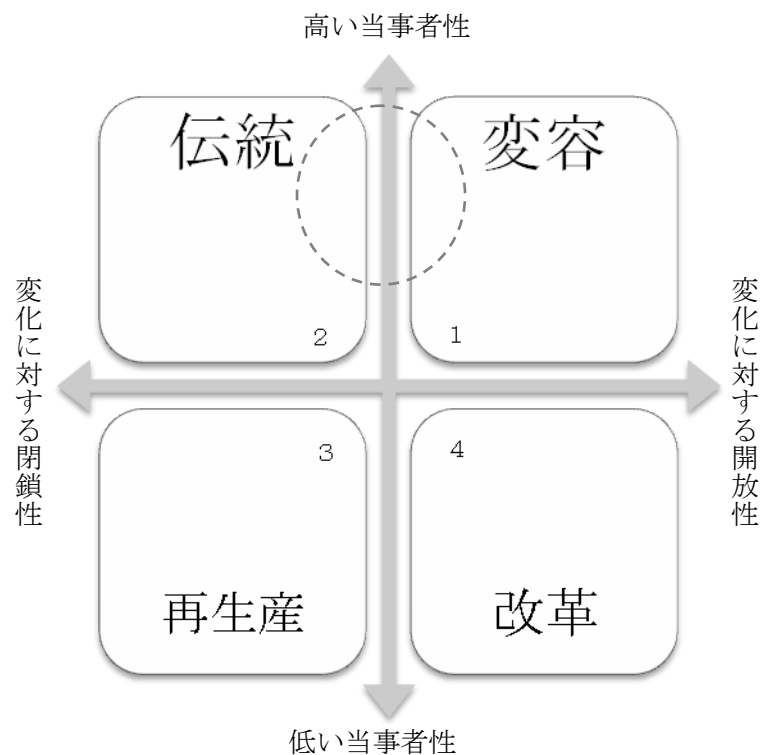 高い当事者性
伝統
変容
変化に対する閉鎖性
変化に対する開放性
2
1
3
4
再生産
改革
低い当事者性